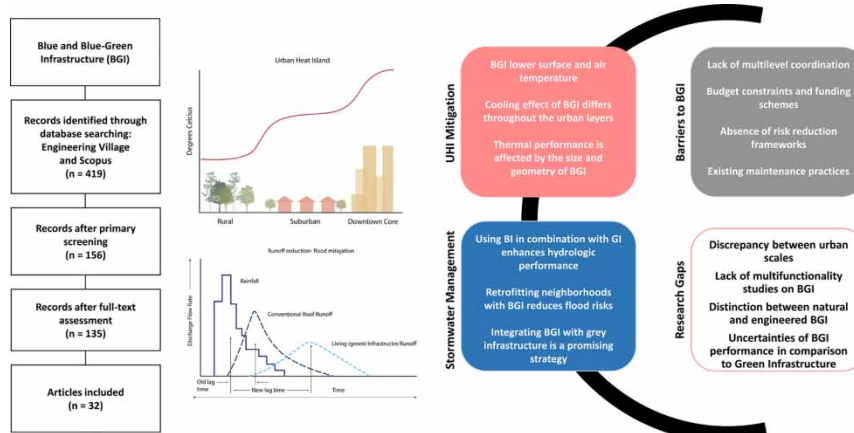 Blue and Blue-Green
Infrastructure (BGI)
Records identified through
database searching:
Engineering Village
and Scopus
(n = 419)
Records after primary
screening
(n = 156)
Records after full-text
assessment
(n = 135)
Articles included
(n = 32)
Urban Heat Island
Degrees Celcius
Rural
Suburban
Downtown Core
Runoff reduction- flood mitigation
Discharge Flow Rate
Rainfall
Conventional Roof Runoff
Living (green) Infrastructre Runoff
Old lag
time
New lag time
Time
UHI Mitigation
BGI lower surface and air
temperature
Cooling effect of BGI differs
throughout the urban layers
Thermal performance is
affected by the size and
geometry of BGI
Barriers to BGI
Lack of multilevel coordination
Budget constraints and funding
schemes
Absence of risk reduction
frameworks
Existing maintenance practices
Stormwater Management
Using BI in combination with GI
enhances hydrologic
performance
Retrofitting neighborhoods
with BGI reduces flood risks
Integrating BGI with grey
infrastructure is a promising
strategy
Research Gaps
Discrepancy between urban
scales
Lack of multifunctionality
studies on BGI
Distinction between natural
and engineered BGI
Uncertainties of BGI
performance in comparison
to Green Infrastructure